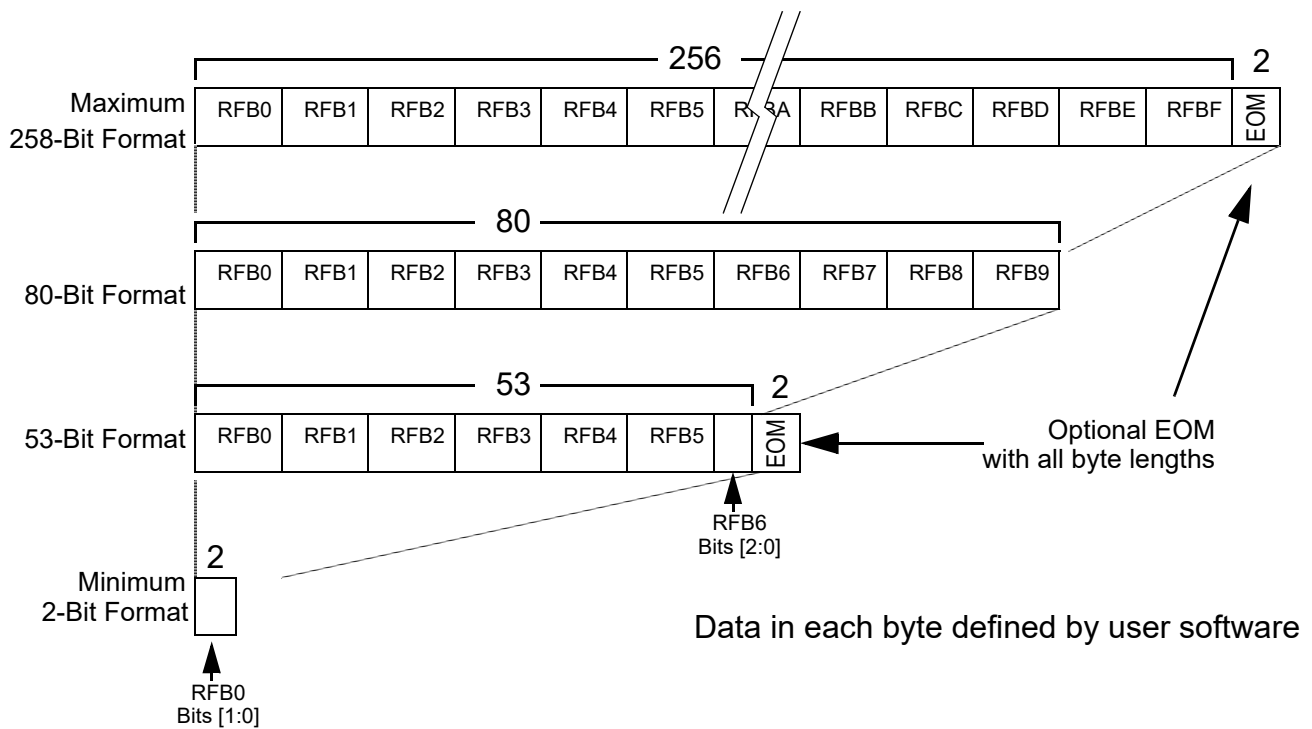 256
2
Maximum
258-Bit Format
RFB0 RFB1 RFB2 RFB3 RFB4 RFB5 RFBB RFBC RFBD RFBE RFBF EOM
80
80-Bit Format
RFB0 RFB1 RFB2 RFB3 RFB4 RFB5 RFB6 RFB7 RFB8 RFB9
53
2
53-Bit Format
RFB0 RFB1 RFB2 RFB3 RFB4 RFB5 EOM
Optional EOM
with all byte lengths
RFB6
Bits [2:0]
2
Minimum
2-Bit Format
RFB0
Bits [1:0]
Data in each byte defined by user software